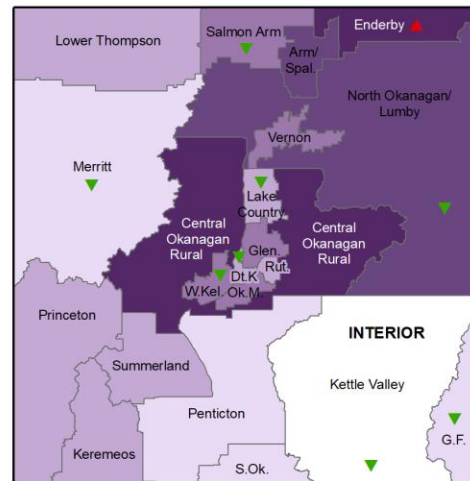 Lower Thompson
Salmon Arm
Enderby
Arm/
Spal.
North Okanagan/
Lumby
Vernon
Merritt
Lake
Country
Central
Okanagan
Rural
Central
Okanagan
Rural
Glen.
Rut.
Dt.K
W.Kel.
Ok.M.
Princeton
INTERIOR
Summerland
Kettle Valley
Penticton
G.F.
Keremeos
S.Ok.